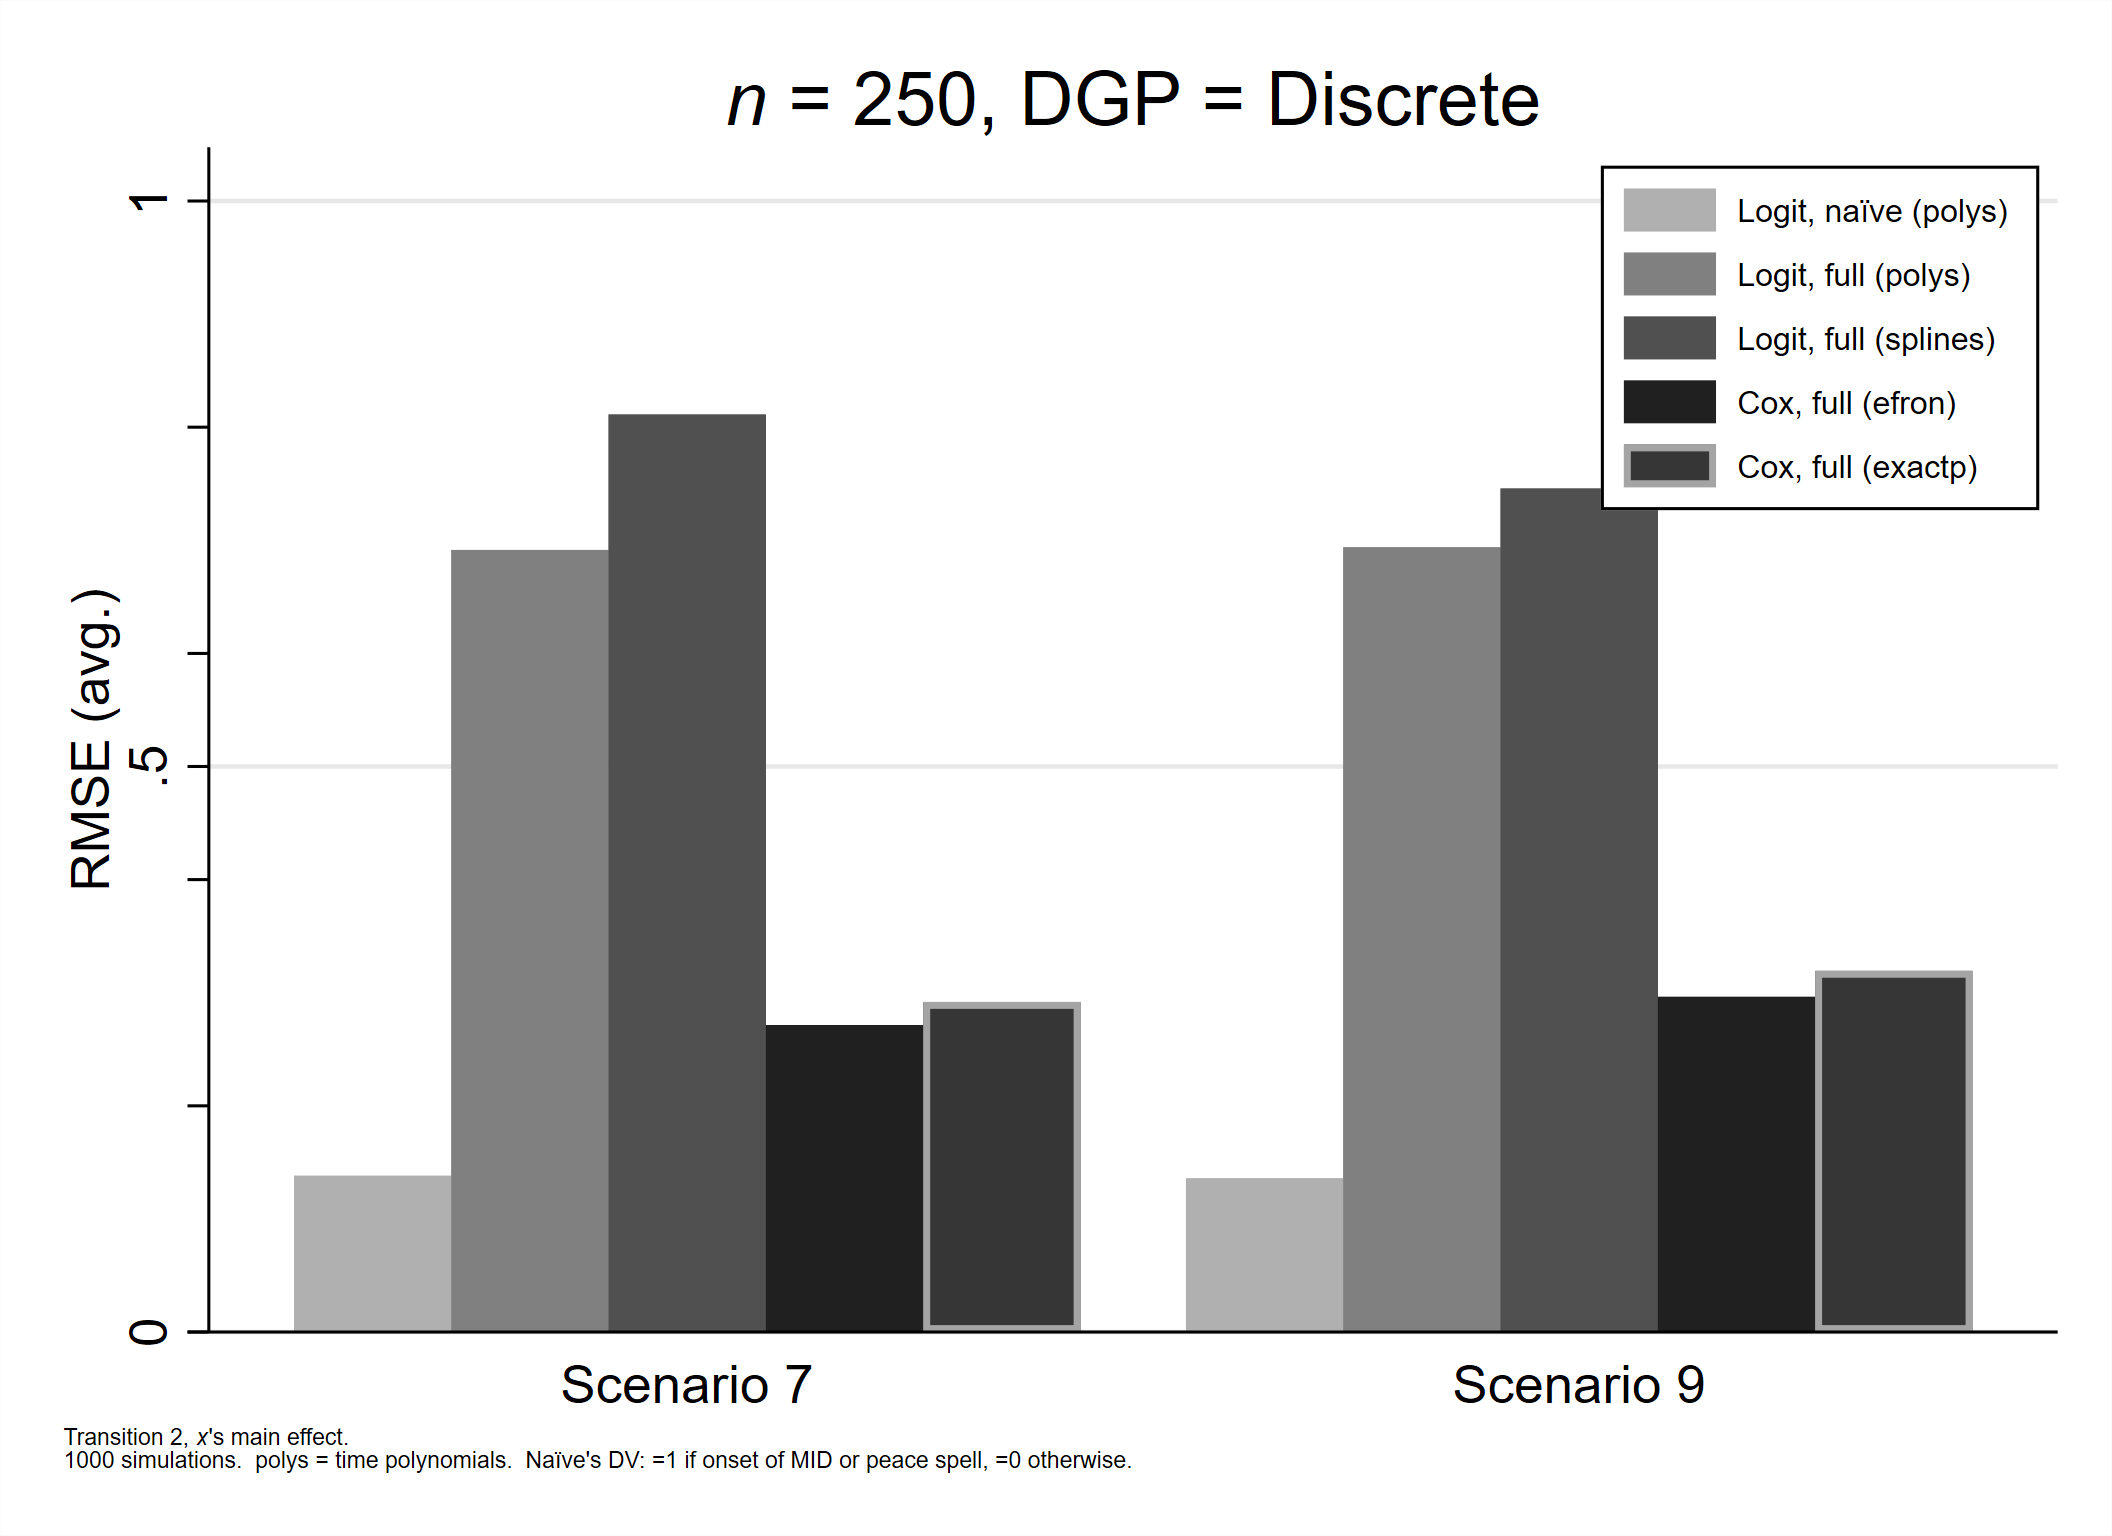 n = 250, DGP = Discrete
1
.5
0
RMSE (avg.)
Logit, naïve (polys)
Logit, full (polys)
Logit, full (splines)
Cox, full (efron)
Cox, full (exactp)
Scenario 7
Scenario 9
Transition 2, x's main effect.
1000 simulations.  polys = time polynomials.  Naïve's DV: =1 if onset of MID or peace spell, =0 otherwise.